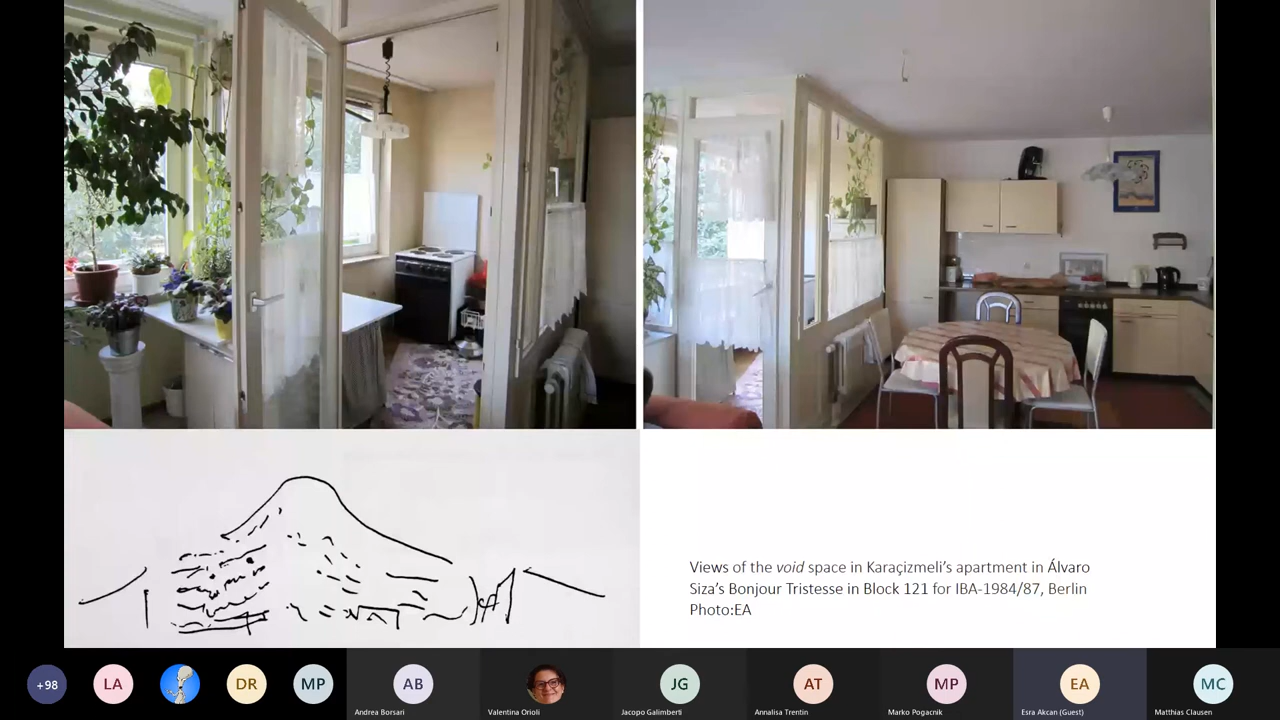 Views of the void space in Karaçizmeli's apartment in Álvaro
Siza's Bonjour Tristesse in Block 121 for IBA-1984/87, Berlin
Photo:EA
+98
LA
DR
MP
AB
JG
AT
MP
EA
MC
Andrea Borsari
Valentina Orioli
Jacopo Galimberti
Annalisa Trentin
Marko Pogacnik
Esra Akcan (Guest)
Matthias Clausen